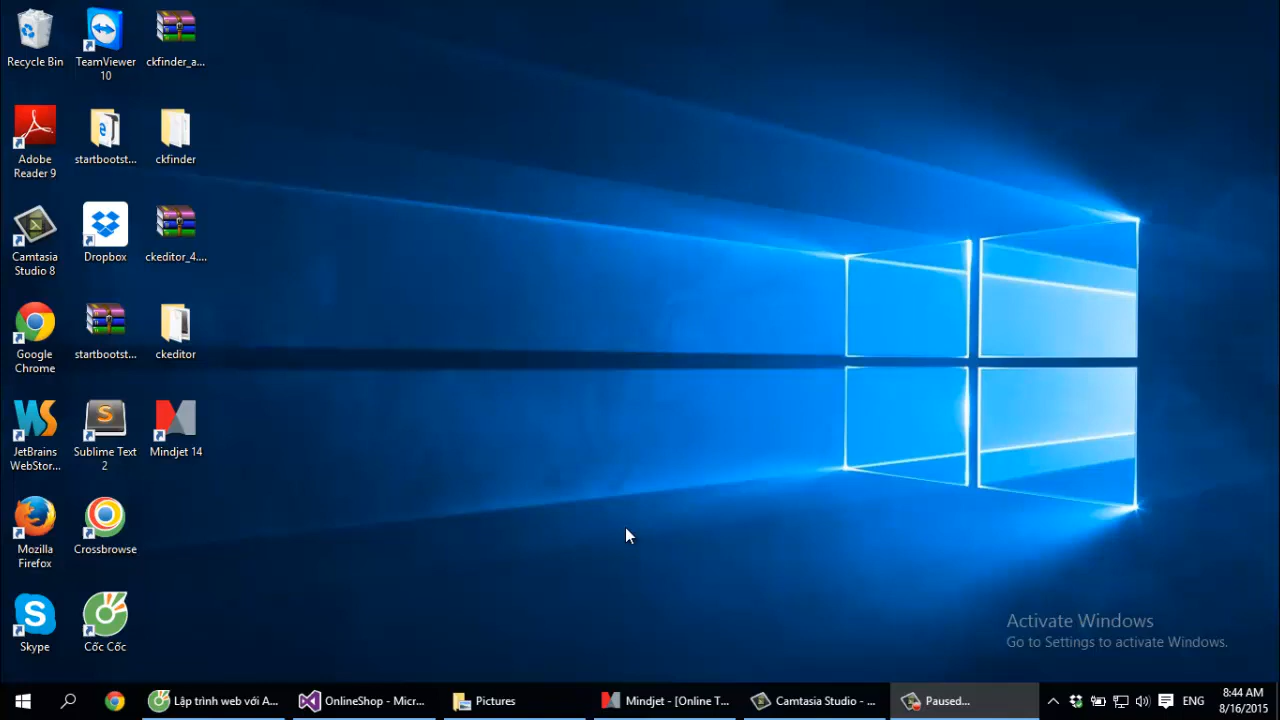 Recycle Bin
TeamViewer
10
ckfinder_a...
Adobe
Reader 9
startbootst...
ckfinder
Camtasia
Studio 8
Dropbox
ckeditor_4....
Google
Chrome
startbootst...
ckeditor
JetBrains
WebStor...
Sublime Text
2
Mindjet 14
Mozilla
Firefox
Crossbrowse
Skype
Cốc Cốc
Activate Windows
Go to Settings to activate Windows.
Lập trình web với A...
OnlineShop - Micr...
Pictures
Mindjet - [Online T...
Camtasia Studio - ...
Paused...
ENG
8:44 AM
8/16/2015